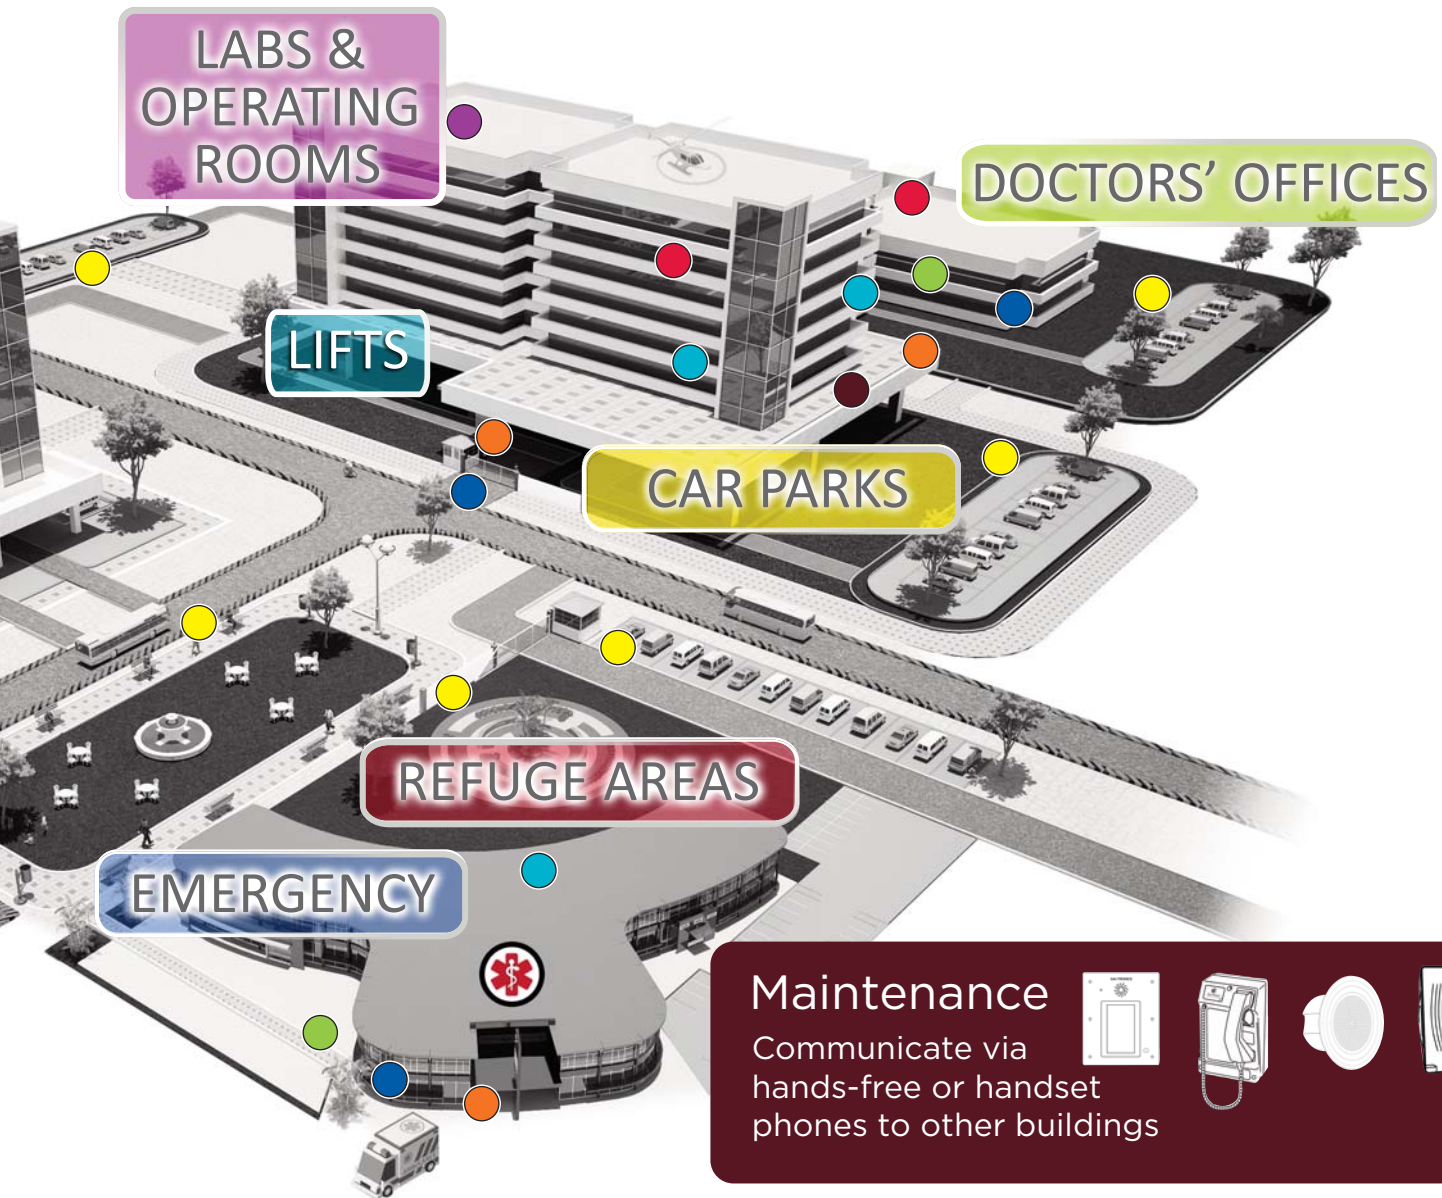 LABS &
OPERATING
ROOMS
DOCTORS’ OFFICES
LIFTS
CAR PARKS
REFUGE AREAS
EMERGENCY
Maintenance
Communicate via
hands-free or handset
phones to other buildings